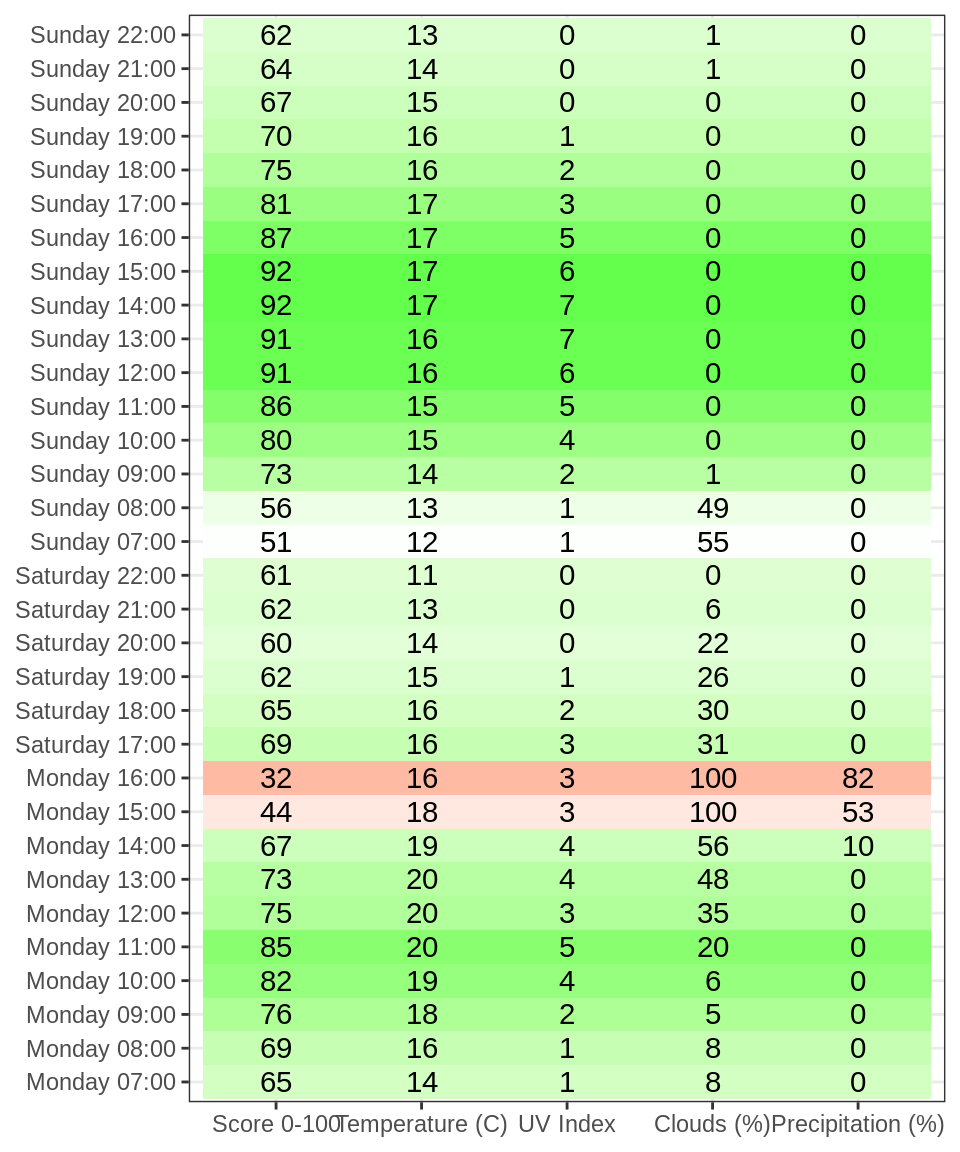 Sunday 22:00 62 13 0 1 0
Sunday 21:00 64 14 0 1 0
Sunday 20:00 67 15 0 0 0
Sunday 19:00 70 16 1 0 0
Sunday 18:00 75 16 2 0 0
Sunday 17:00 81 17 3 0 0
Sunday 16:00 87 17 5 0 0
Sunday 15:00 92 17 6 0 0
Sunday 14:00 92 17 7 0 0
Sunday 13:00 91 16 7 0 0
Sunday 12:00 91 16 6 0 0
Sunday 11:00 86 15 5 0 0
Sunday 10:00 80 15 4 0 0
Sunday 09:00 73 14 2 1 0
Sunday 08:00 56 13 1 49 0
Sunday 07:00 51 12 1 55 0
Saturday 22:00 61 11 0 0 0
Saturday 21:00 62 13 0 6 0
Saturday 20:00 60 14 0 22 0
Saturday 19:00 62 15 1 26 0
Saturday 18:00 65 16 2 30 0
Saturday 17:00 69 16 3 31 0
Monday 16:00 32 16 3 100 82
Monday 15:00 44 18 3 100 53
Monday 14:00 67 19 4 56 10
Monday 13:00 73 20 4 48 0
Monday 12:00 75 20 3 35 0
Monday 11:00 85 20 5 20 0
Monday 10:00 82 19 4 6 0
Monday 09:00 76 18 2 5 0
Monday 08:00 69 16 1 8 0
Monday 07:00 65 14 1 8 0
Score 0-100 Temperature (C) UV Index Clouds (%) Precipitation (%)